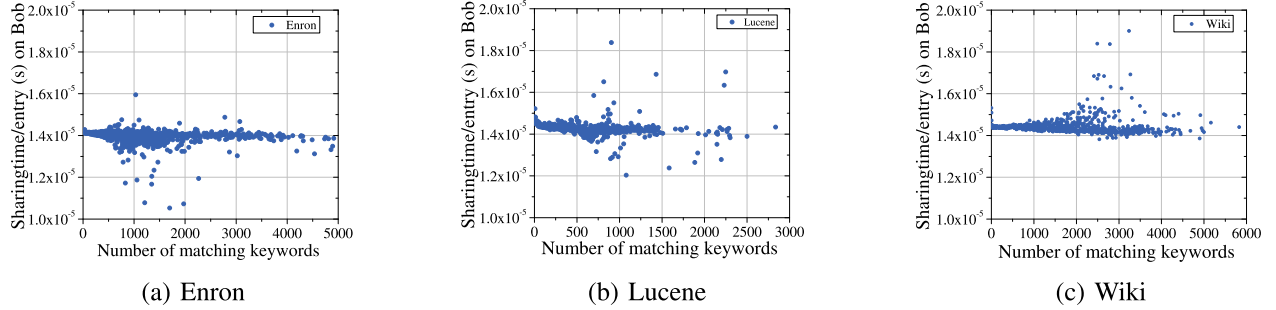 Sharingtime/entry (s) on Bob
2.0x10-5
1.8x10-5
1.6x10-5
1.4x10-5
1.2x10-5
1.0x10-5
Enron
0 1000 2000 3000 4000 5000
Number of matching keywords
(a) Enron
Sharingtime/entry (s) on Bob
2.0x10-5
1.8x10-5
1.6x10-5
1.4x10-5
1.2x10-5
1.0x10-5
Lucene
0 500 1000 1500 2000 2500 3000
Number of matching keywords
(b) Lucene
Sharingtime/entry (s) on Bob
2.0x10-5
1.8x10-5
1.6x10-5
1.4x10-5
1.2x10-5
1.0x10-5
Wiki
0 1000 2000 3000 4000 5000 6000
Number of matching keywords
(c) Wiki